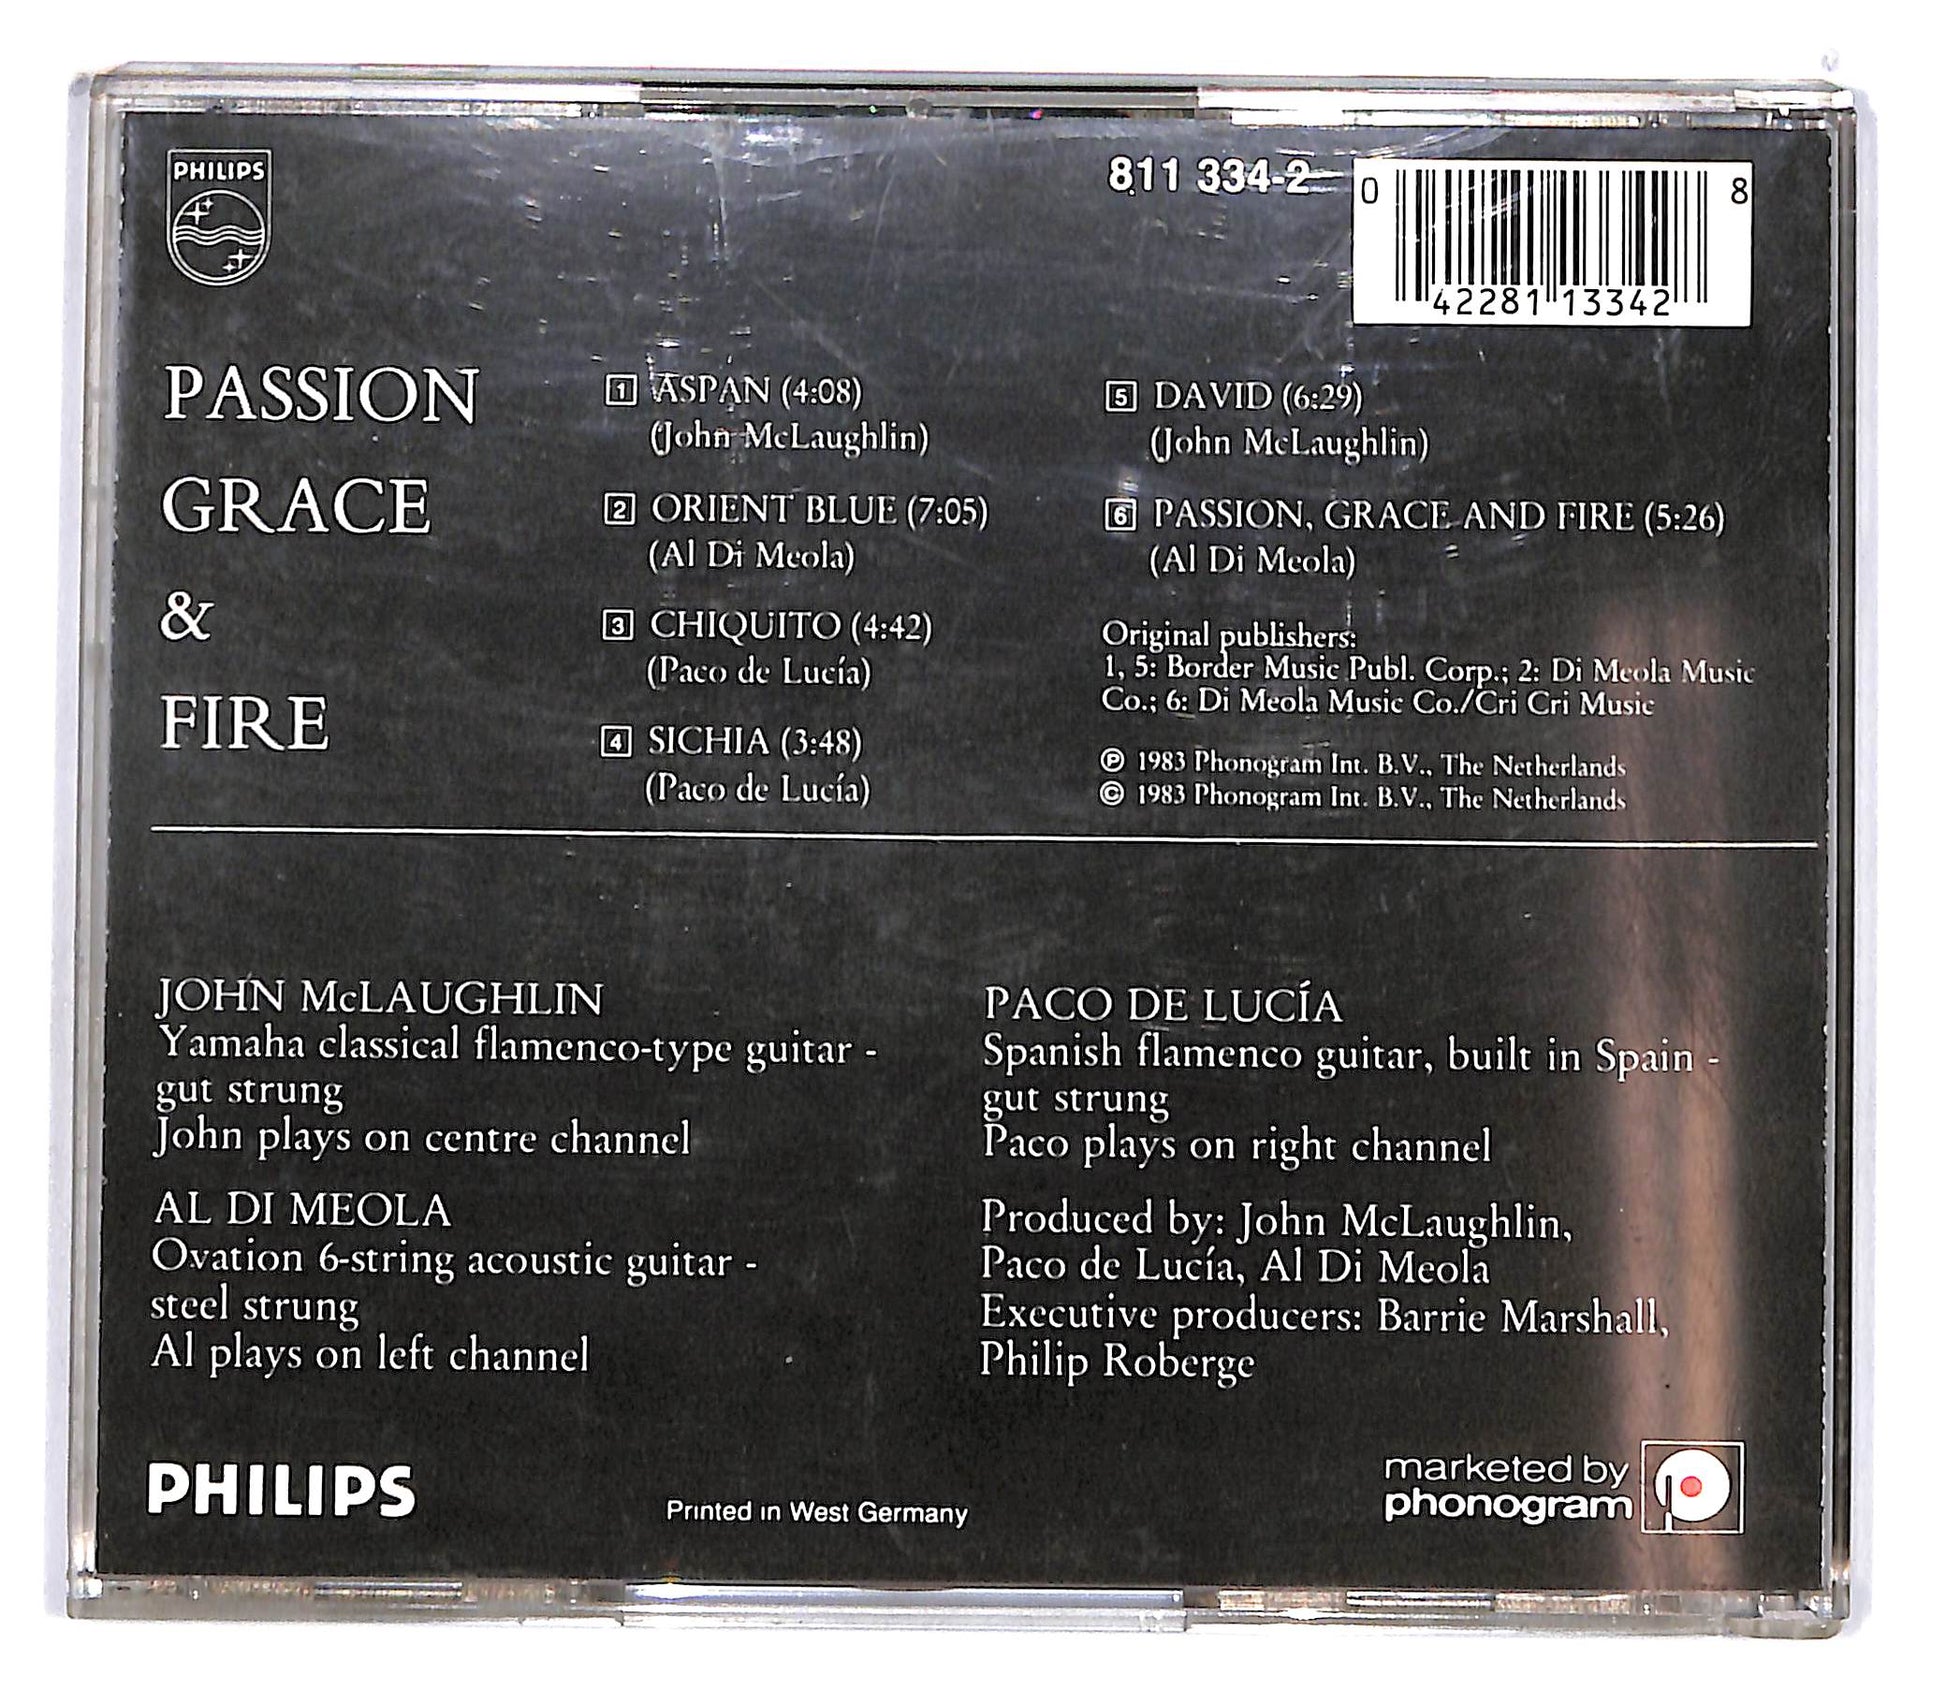 PHILIPS
811 334-2
0
8
42281 13342
PASSION
GRACE
&
FIRE
1 ASPAN (4:08)
(John McLaughlin)
2 ORIENT BLUE (7:05)
(Al Di Meola)
3 CHIQUITO (4:42)
(Paco de Lucía)
4 SICHIA (3:48)
(Paco de Lucía)
5 DAVID (6:29)
(John McLaughlin)
6 PASSION, GRACE AND FIRE (5:26)
(Al Di Meola)
Original publishers:
1, 5: Border Music Publ. Corp.; 2: Di Meola Music
Co.; 6: Di Meola Music Co./Cri Cri Music
℗ 1983 Phonogram Int. B.V., The Netherlands
© 1983 Phonogram Int. B.V., The Netherlands
JOHN McLAUGHLIN
Yamaha classical flamenco-type guitar -
gut strung
John plays on centre channel
AL DI MEOLA
Ovation 6-string acoustic guitar -
steel strung
Al plays on left channel
PACO DE LUCÍA
Spanish flamenco guitar, built in Spain -
gut strung
Paco plays on right channel
Produced by: John McLaughlin,
Paco de Lucía, Al Di Meola
Executive producers: Barrie Marshall,
Philip Roberge
PHILIPS
Printed in West Germany
marketed by
phonogram